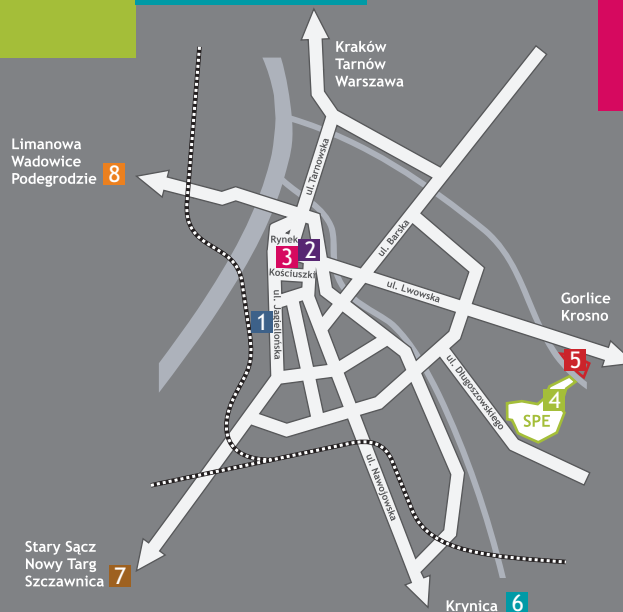 Kraków
Tarnów
Warszawa
Limanowa
Wadowice
Podegrodzie 8
ul. Tarnowska
ul. Barska
Rynek
2
3
Kościuszki
ul. Lwowska
Gorlice
Krosno
ul. Jagiellońska
1
5
ul. Długoszowskiego
4
SPE
ul. Nawojowska
Stary Sącz
Nowy Targ
Szczawnica 7
Krynica 6